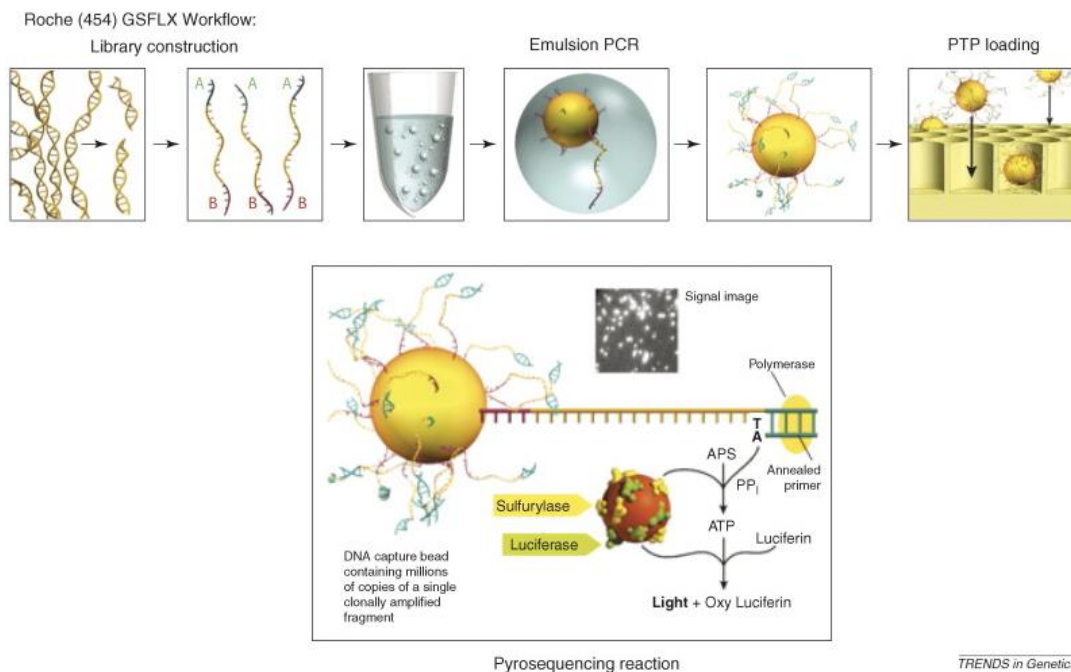 Roche (454) GSFLX Workflow:
Library construction
Emulsion PCR
PTP loading
A A A
B B B
Signal image
Polymerase
T
A
Annealed
primer
APS
PPI
Sulfurylase
ATP
Luciferase
Luciferin
DNA capture bead
containing millions
of copies of a single
clonally amplified
fragment
Light + Oxy Luciferin
Pyrosequencing reaction
TRENDS in Genetics